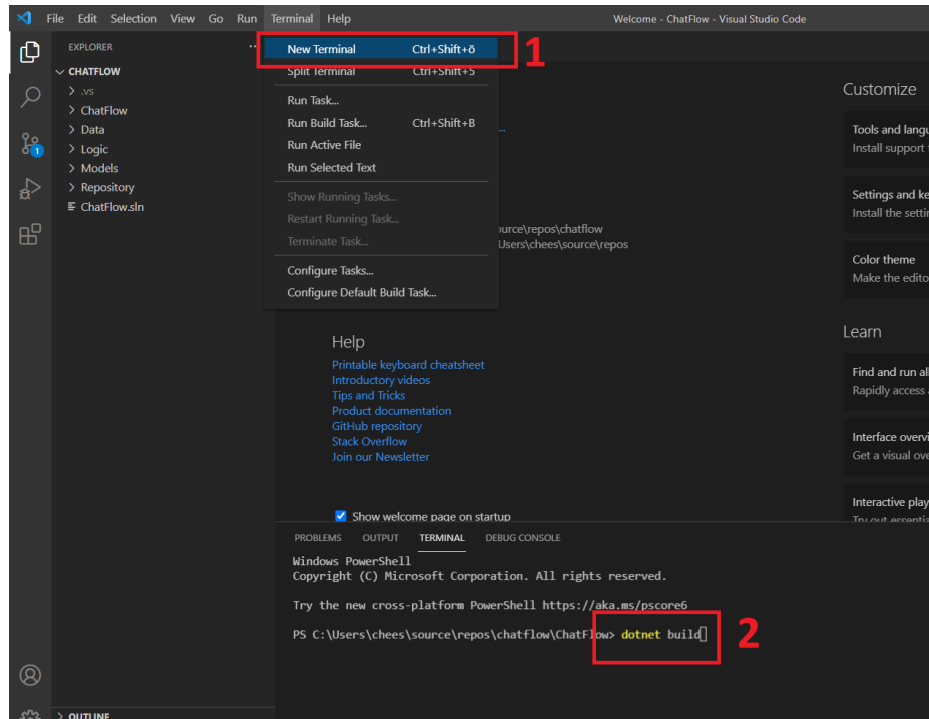 File Edit Selection View Go Run Terminal Help
Welcome - ChatFlow - Visual Studio Code
EXPLORER
CHATFLOW
.vs
ChatFlow
Data
Logic
Models
Repository
ChatFlow.sln
1
New Terminal Ctrl+Shift+ö
1
Split Terminal Ctrl+Shift+5
Run Task...
Run Build Task... Ctrl+Shift+B
Run Active File
Run Selected Text
Show Running Tasks...
Restart Running Task...
Terminate Task...
Configure Tasks...
Configure Default Build Task...
ource\repos\chatflow
Users\chees\source\repos
Help
Printable keyboard cheatsheet
Introductory videos
Tips and Tricks
Product documentation
GitHub repository
Stack Overflow
Join our Newsletter
Show welcome page on startup
Customize
Tools and langu
Install support
Settings and ke
Install the settin
Color theme
Make the edito
Learn
Find and run all
Rapidly access
Interface overvi
Get a visual ove
Interactive play
Try out essentia
PROBLEMS OUTPUT TERMINAL DEBUG CONSOLE
Windows PowerShell
Copyright (C) Microsoft Corporation. All rights reserved.
Try the new cross-platform PowerShell https://aka.ms/pscore6
PS C:\Users\chees\source\repos\chatflow\ChatFlow> dotnet build
2
OUTLINE